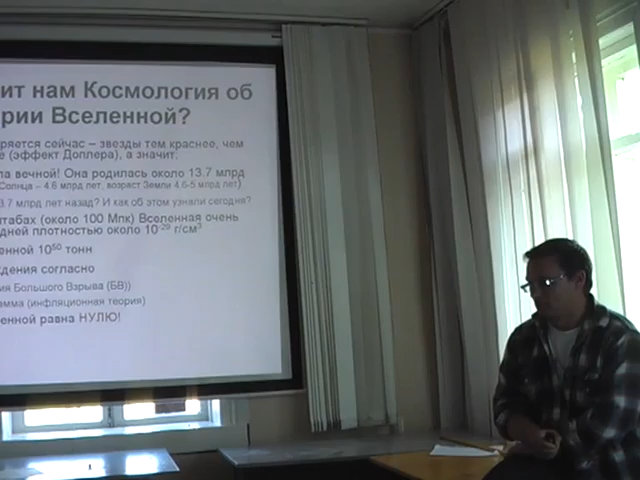 ит нам Космология об
рии Вселенной?
ряется сейчас – звезды тем краснее, чем
е (эффект Доплера), а значит:
ла вечной! Она родилась около 13.7 млрд
Солнца – 4.6 млрд лет, возраст Земли 4.6-5 млрд лет)
3.7 млрд лет назад? И как об этом узнали сегодня?
штабах (около 100 Мпк) Вселенная очень
дней плотностью около 10⁻²⁹ г/см³
енной 10⁵⁰ тонн
ждения согласно
ия Большого Взрыва (БВ))
амма (инфляционная теория)
енной равна НУЛЮ!